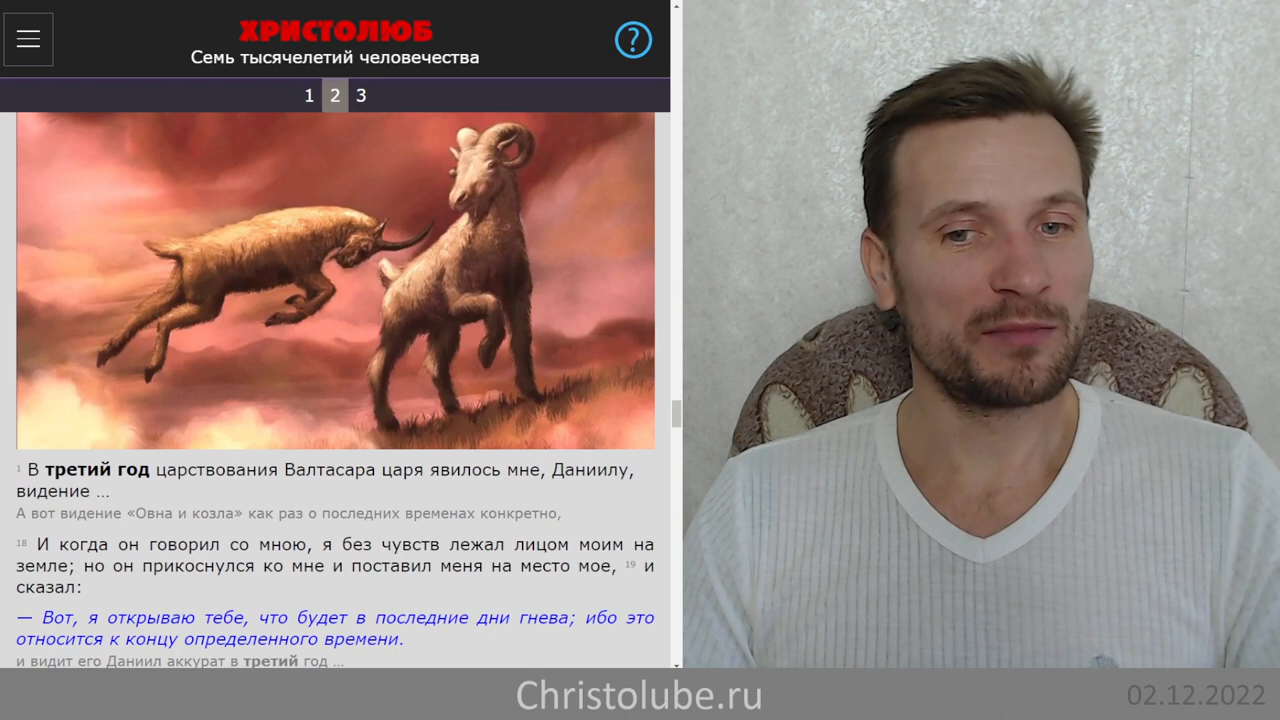 ХРИСТОЛЮБ
Семь тысячелетий человечества
?
1 2 3
1 В третий год царствования Валтасара царя явилось мне, Даниилу,
видение ...
А вот видение «Овна и козла» как раз о последних временах конкретно,
18 И когда он говорил со мною, я без чувств лежал лицом моим на
земле; но он прикоснулся ко мне и поставил меня на место мое, 19 и
сказал:
— Вот, я открываю тебе, что будет в последние дни гнева; ибо это
относится к концу определенного времени.
и видит его Даниил аккурат в третий год ...
Christolube.ru
02.12.2022